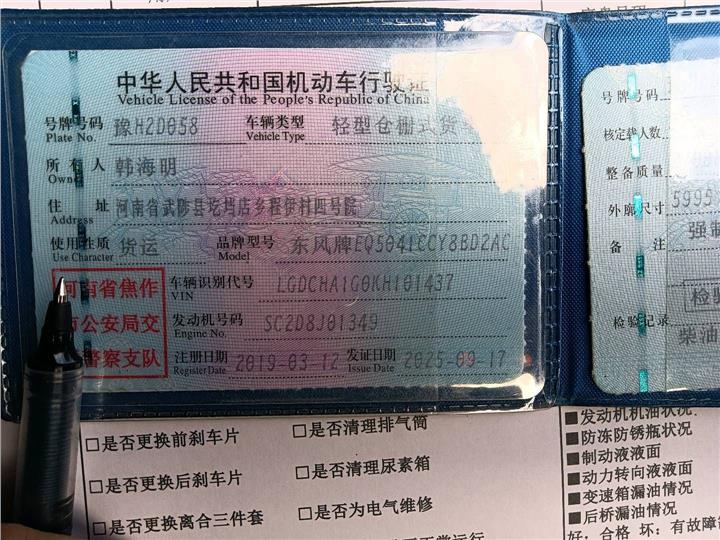 中华人民共和国机动车行驶证
Vehicle License of the People's Republic of China
号牌号码 豫H2D058 车辆类型 轻型仓栅式货
Plate No. Vehicle Type
所有人 韩海明
Owner
住址 河南省武陟县圪垱店乡程伊村四号院
Address
使用性质 货运 品牌型号 东风牌EQ5041CCY8BD2AC
Use Character Model
河南省焦作
市公安局交
警察支队
车辆识别代号 LGDCHA1G0KH101437
VIN
发动机号码 SC2D8J01349
Engine No.
注册日期 2019-03-12 发证日期 2025-09-17
Register Date Issue Date
号牌号码
核定载人数
整备质量
外廓尺寸 5995
备注 强制
检验记录 检验
柴油
□是否更换前刹车片 □是否清理排气筒
□是否更换后刹车片 □是否清理尿素箱
□是否更换离合三件套 □是否为电气维修
■发动机机油状况
■防冻防锈瓶状况
■制动液液面
■动力转向液液面
■变速箱漏油情况
■后桥漏油情况
好：合格 坏：有故障